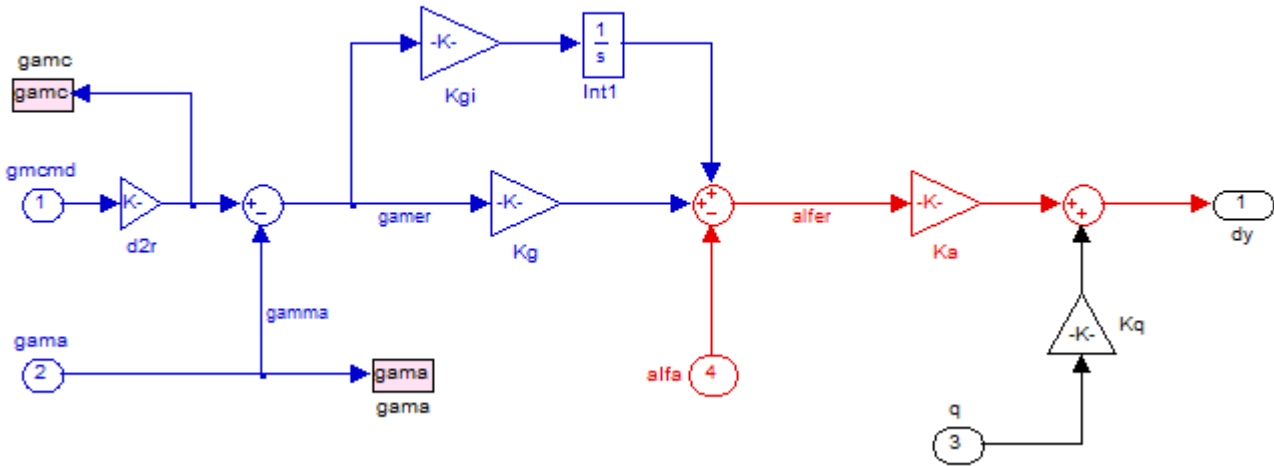 gamc
gamc
-K-
Kgi
1
s
Int1
gmcmd
1
K-
d2r
+
−
gamer
-K-
Kg
+
+
−
alfer
-K-
Ka
+
+
1
dy
gamma
gama
2
gama
gama
alfa
4
-K-
Kq
q
3